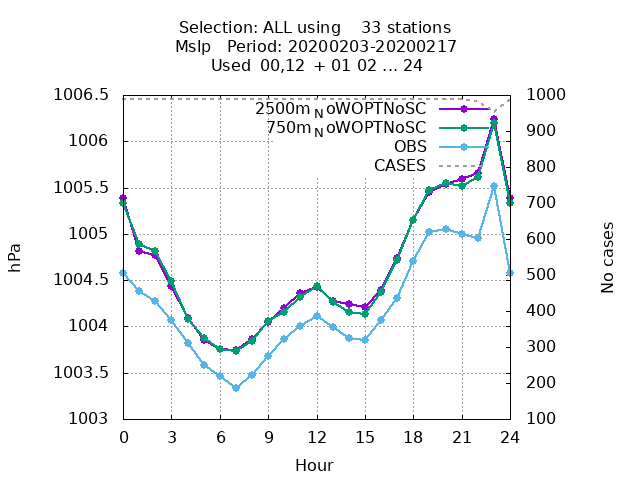 Selection: ALL using    33 stations
Mslp   Period: 20200203-20200217
Used  00,12  + 01 02 ... 24
1006.5
1006
1005.5
1005
1004.5
1004
1003.5
1003
hPa
2500m_NoWOPTNoSC
750m_NoWOPTNoSC
OBS
CASES
1000
900
800
700
600
500
400
300
200
100
No cases
0 3 6 9 12 15 18 21 24
Hour